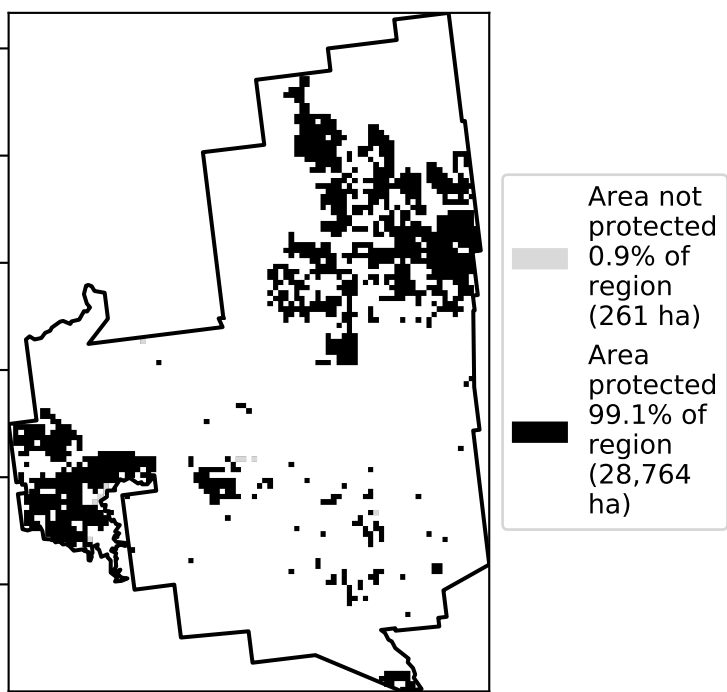 Area not
protected
0.9% of
region
(261 ha)
Area
protected
99.1% of
region
(28,764
ha)